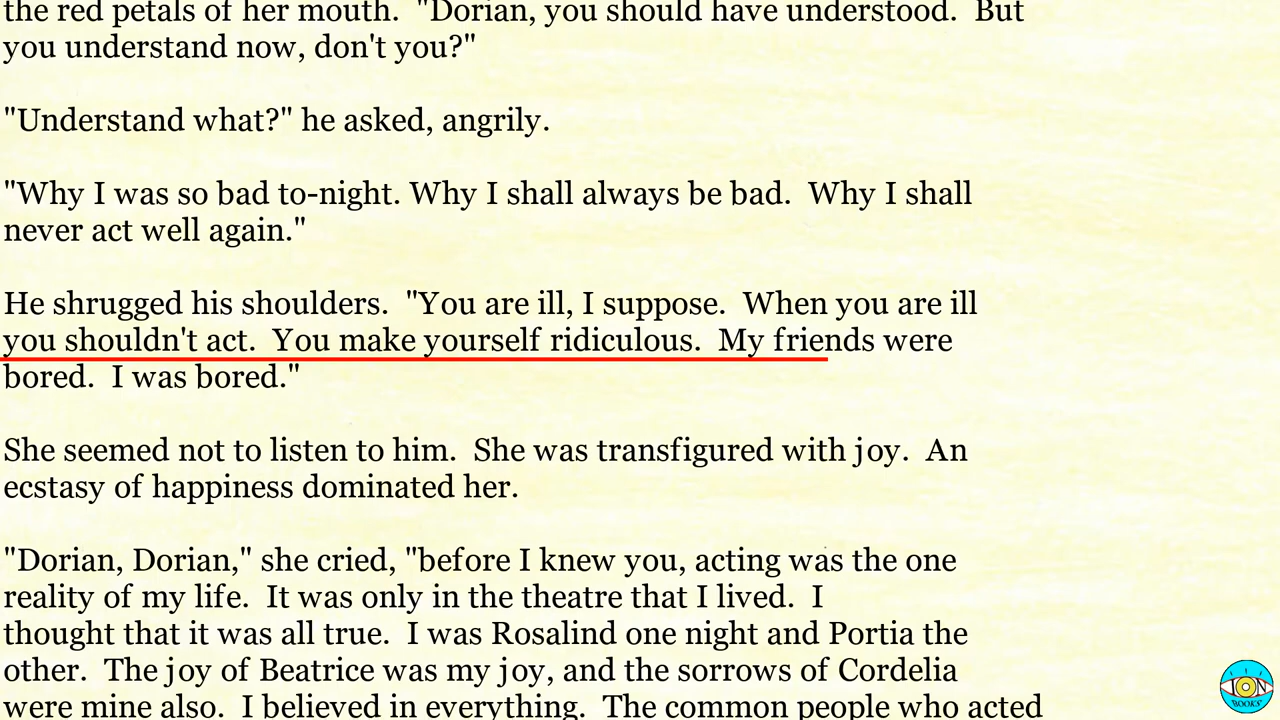 the red petals of her mouth.  "Dorian, you should have understood.  But
you understand now, don't you?"
"Understand what?" he asked, angrily.
"Why I was so bad to-night. Why I shall always be bad.  Why I shall
never act well again."
He shrugged his shoulders.  "You are ill, I suppose.  When you are ill
you shouldn't act.  You make yourself ridiculous.  My friends were
bored.  I was bored."
She seemed not to listen to him.  She was transfigured with joy.  An
ecstasy of happiness dominated her.
"Dorian, Dorian," she cried, "before I knew you, acting was the one
reality of my life.  It was only in the theatre that I lived.  I
thought that it was all true.  I was Rosalind one night and Portia the
other.  The joy of Beatrice was my joy, and the sorrows of Cordelia
were mine also.  I believed in everything.  The common people who acted
ION
BOOKS